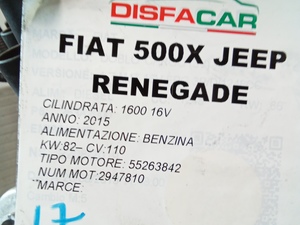 DISFACAR
FIAT 500X JEEP
RENEGADE
CILINDRATA: 1600 16V
ANNO: 2015
ALIMENTAZIONE: BENZINA
KW:82– CV:110
TIPO MOTORE: 55263842
NUM MOT:2947810
MARCE:
17